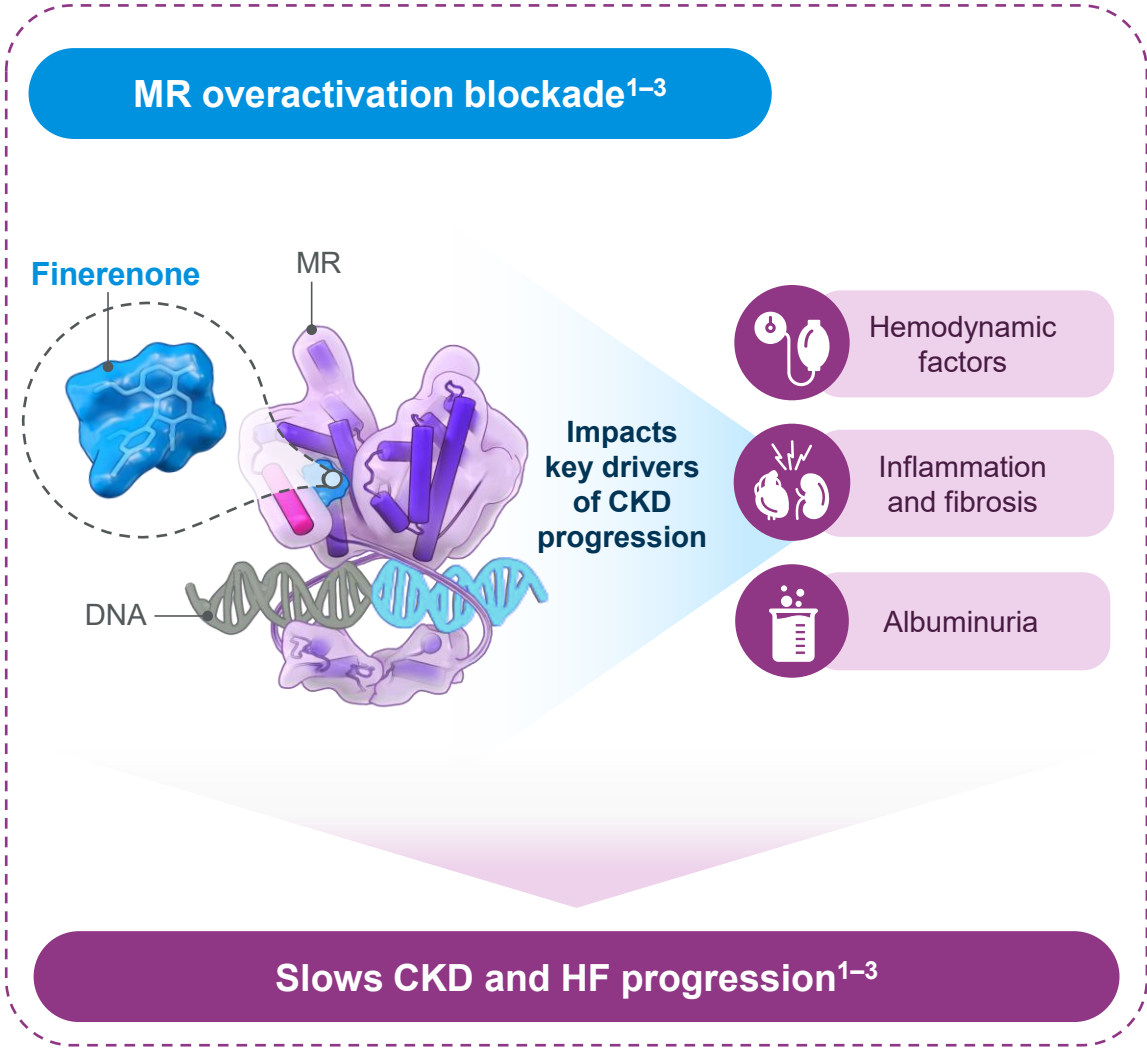 MR overactivation blockade¹⁻³
Finerenone
MR
DNA
Impacts
key drivers
of CKD
progression
Hemodynamic
factors
Inflammation
and fibrosis
Albuminuria
Slows CKD and HF progression¹⁻³